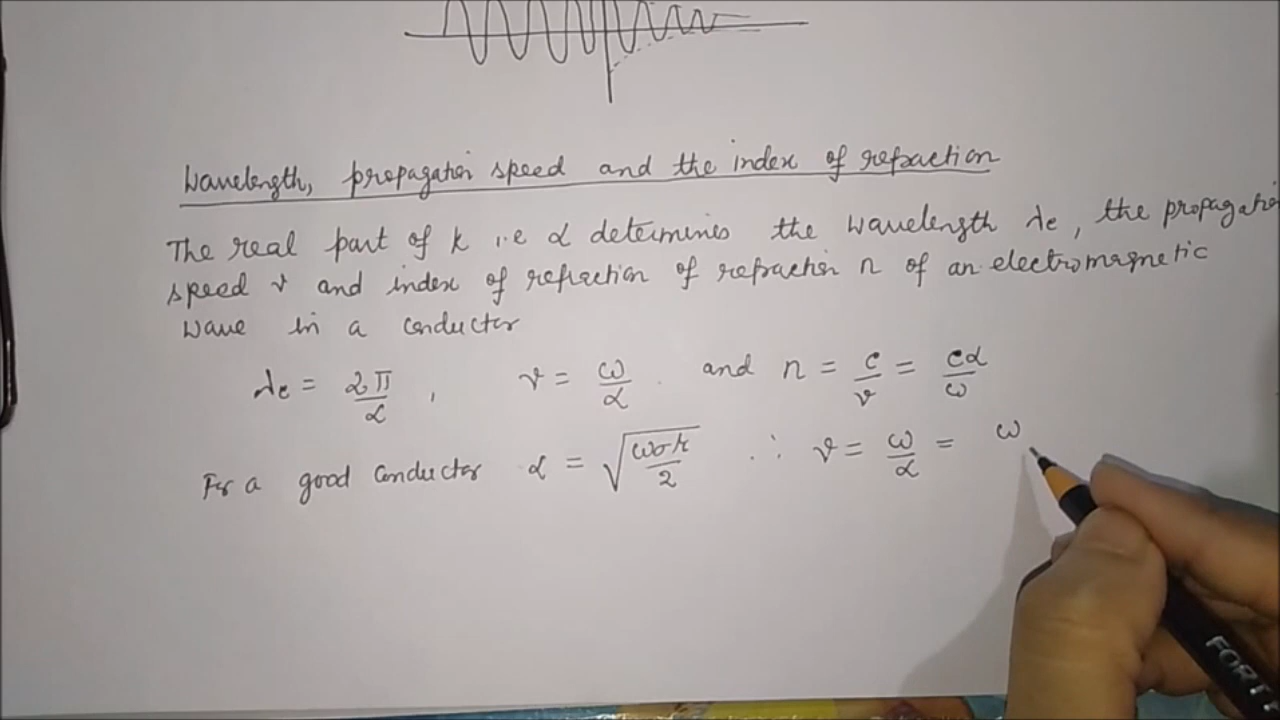 Wavelength, propagation speed and the index of refraction
The real part of k i.e α determines the wavelength λc, the propagation
speed v and index of refraction of refraction n of an electromagnetic
wave in a conductor
λc = 2π/α , v = ω/α . and n = c/v = cα/ω
For a good conductor α = √(ωσμ/2) ∴ v = ω/α = ω
FORT